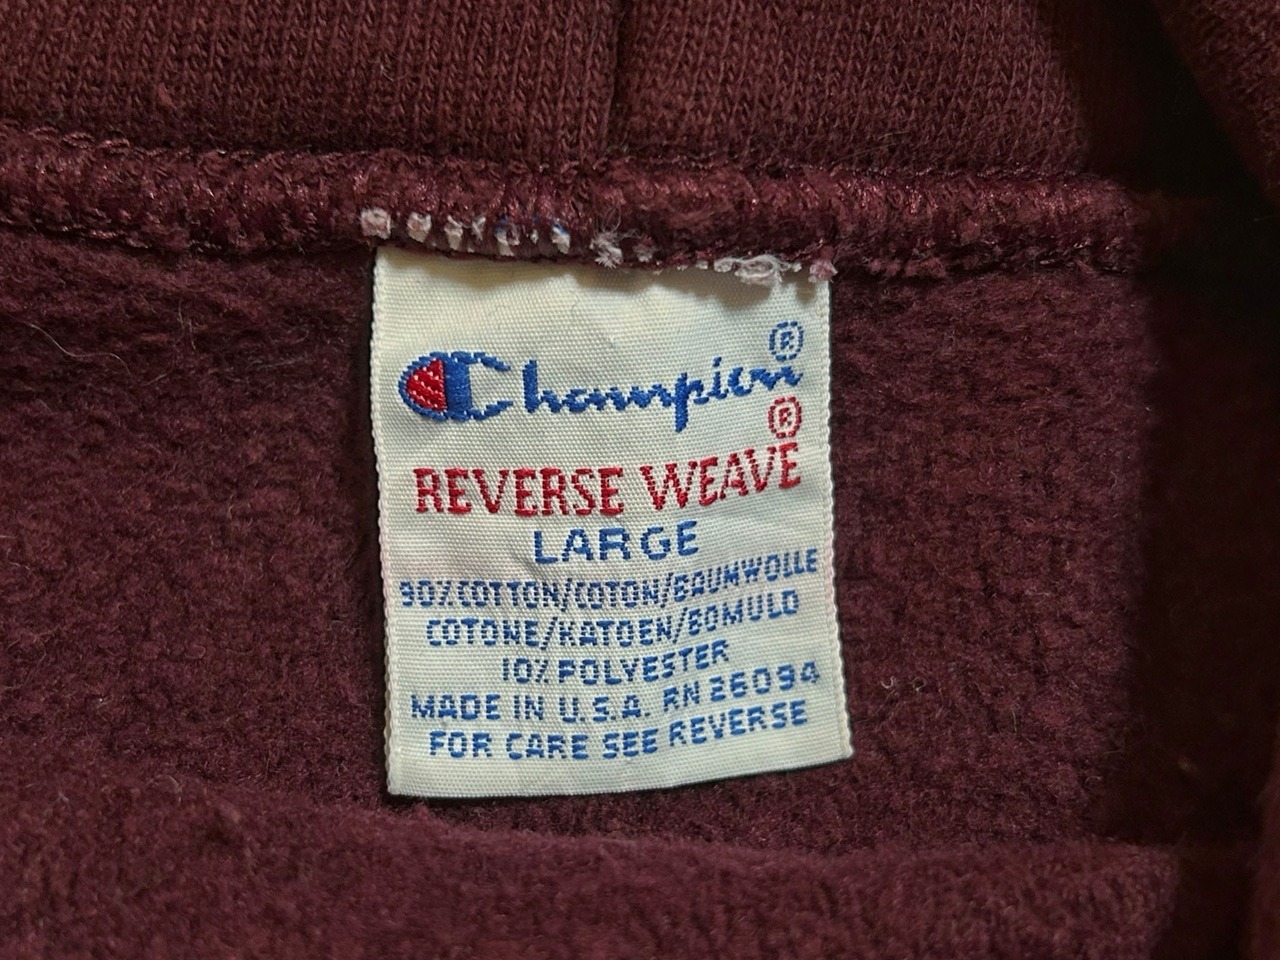 Champion®
REVERSE WEAVE®
LARGE
90% COTTON/COTON/BAUMWOLLE
COTONE/KATOEN/BOMULD
10% POLYESTER
MADE IN U.S.A. RN 26094
FOR CARE SEE REVERSE